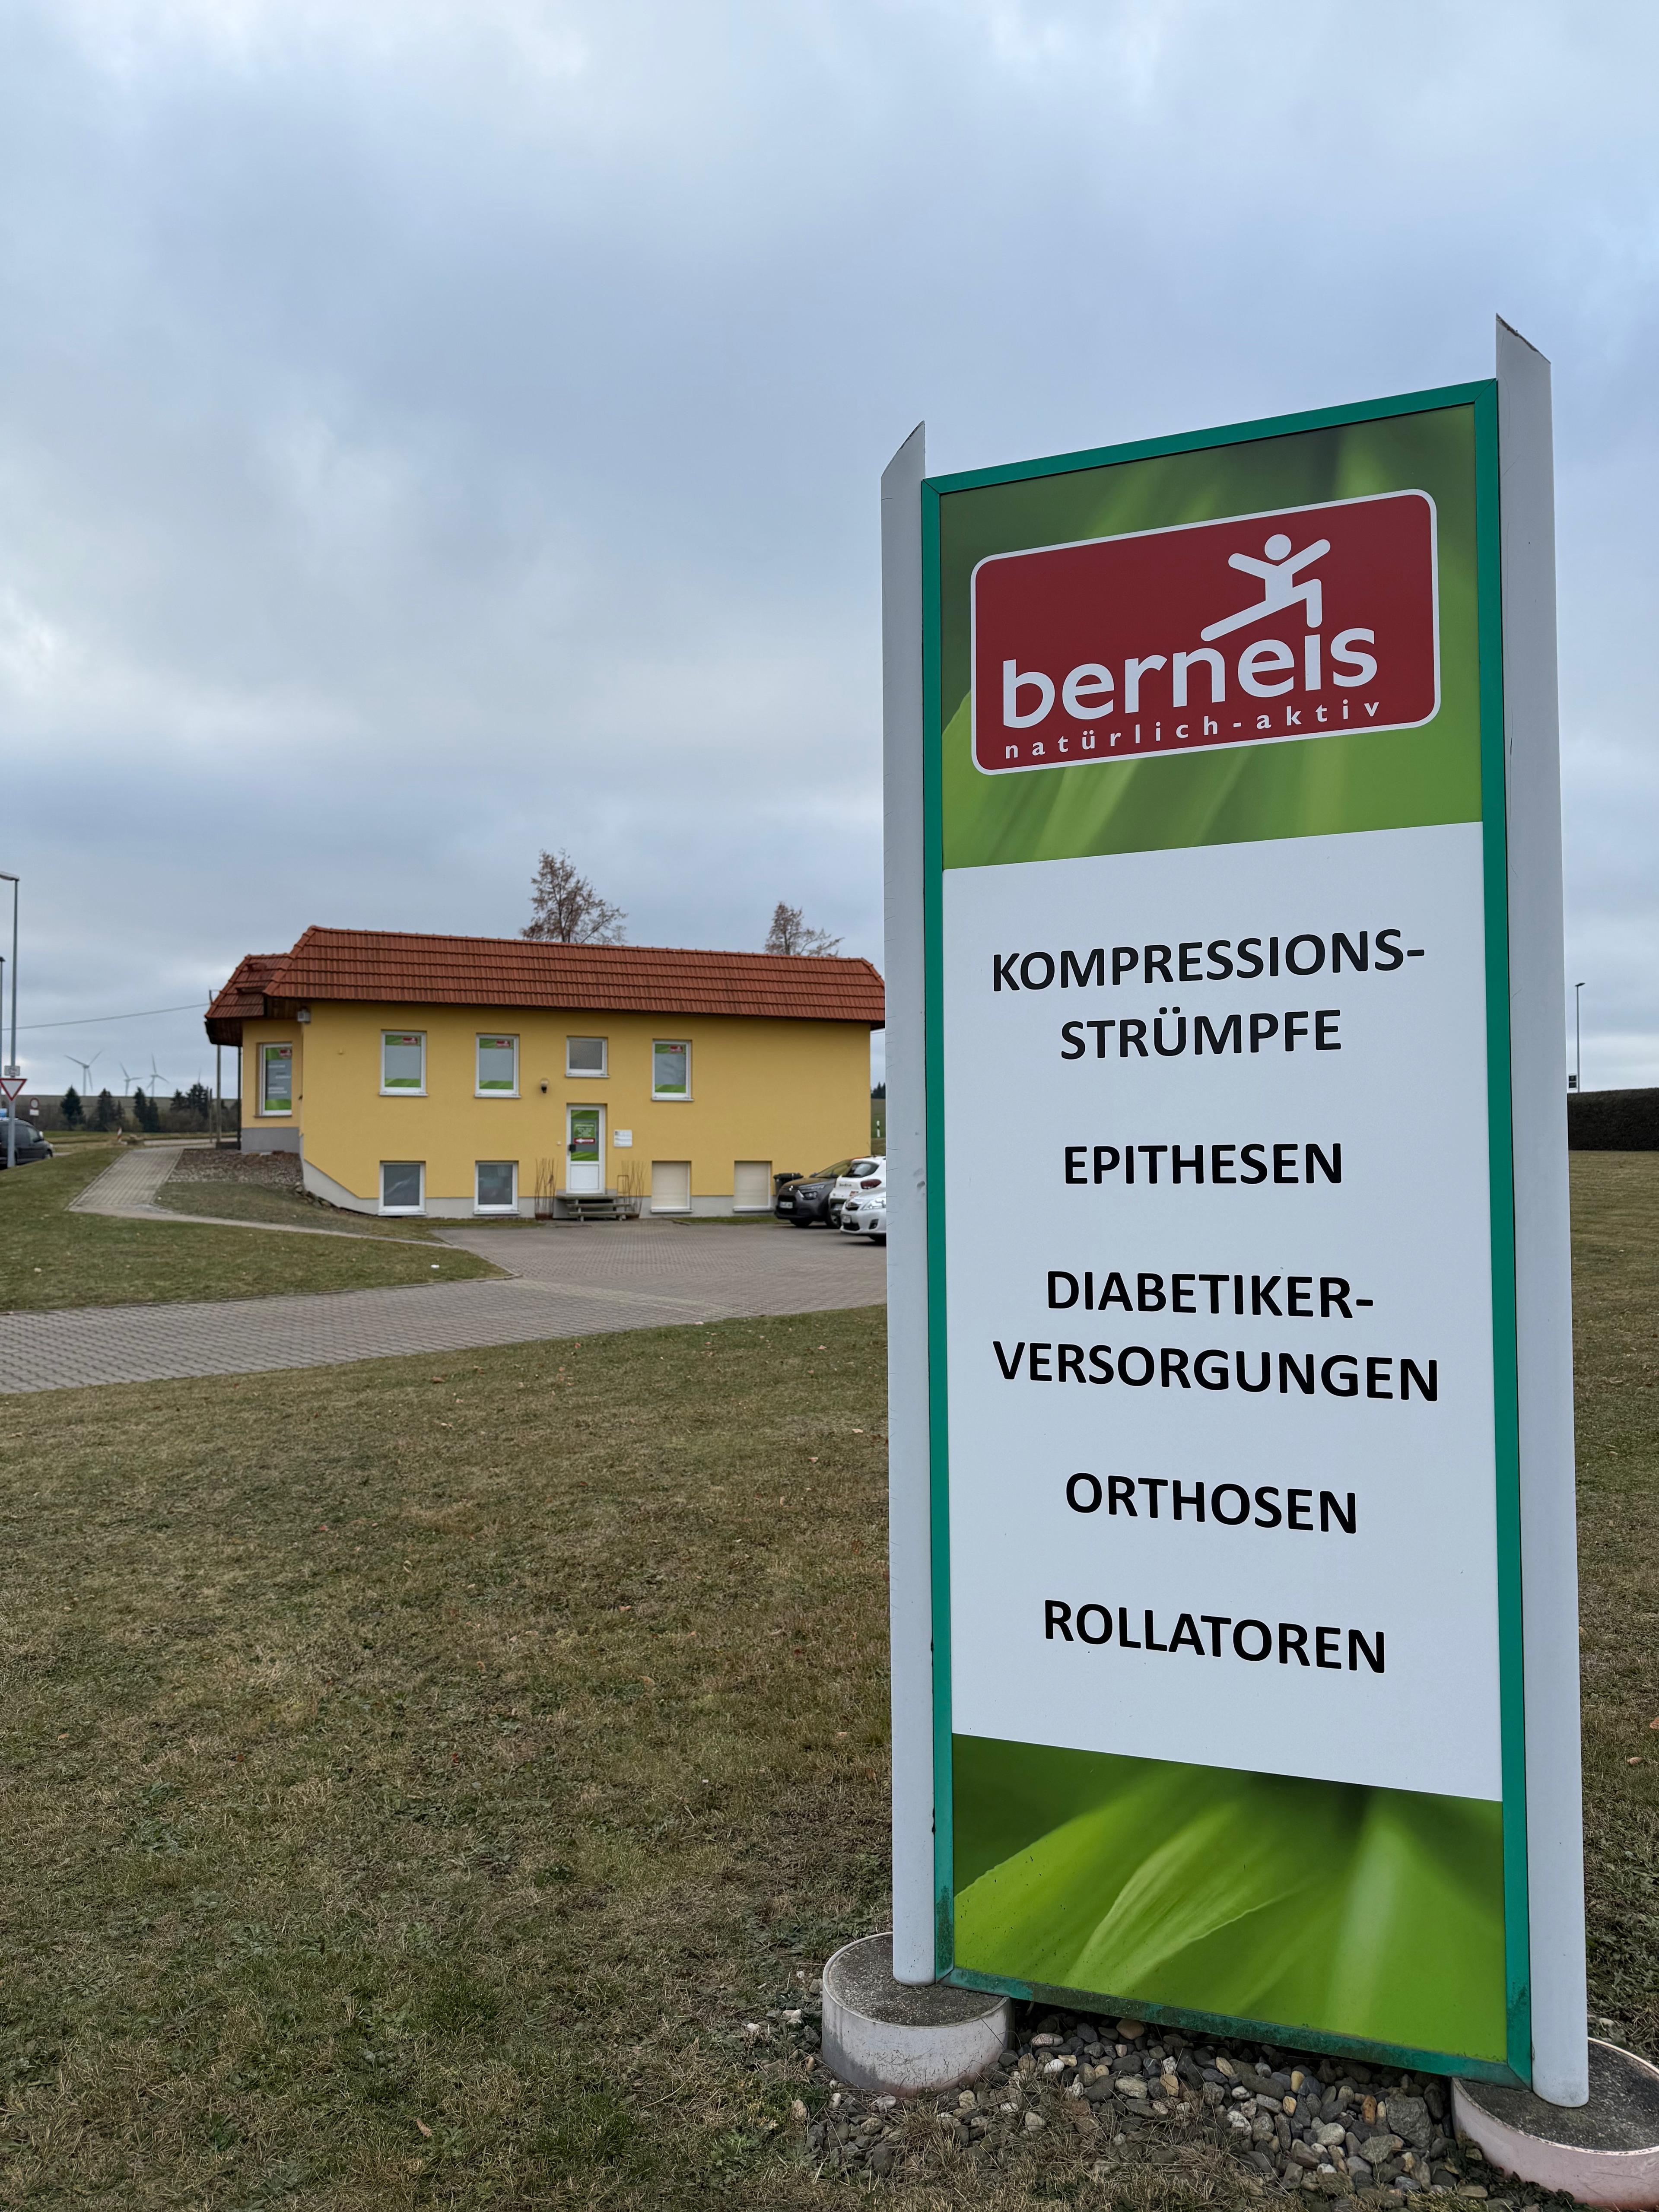 berneis
natürlich-aktiv
KOMPRESSIONS-
STRÜMPFE
EPITHESEN
DIABETIKER-
VERSORGUNGEN
ORTHOSEN
ROLLATOREN